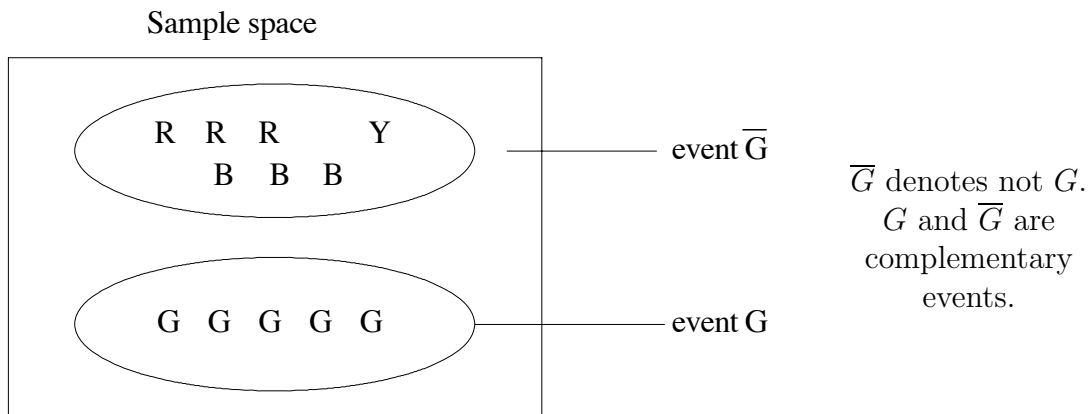 Sample space
R R R Y
B B B
event G̅
G̅ denotes not G.
G and G̅ are
complementary
events.
G G G G G
event G